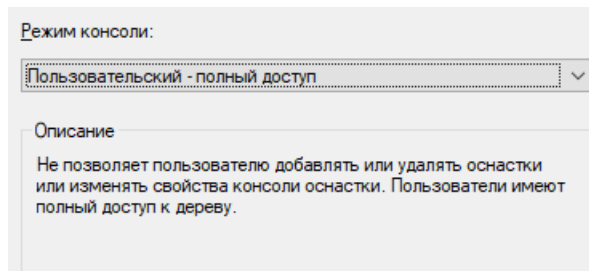 Режим консоли:
Пользовательский - полный доступ
Описание
Не позволяет пользователю добавлять или удалять оснастки
или изменять свойства консоли оснастки. Пользователи имеют
полный доступ к дереву.